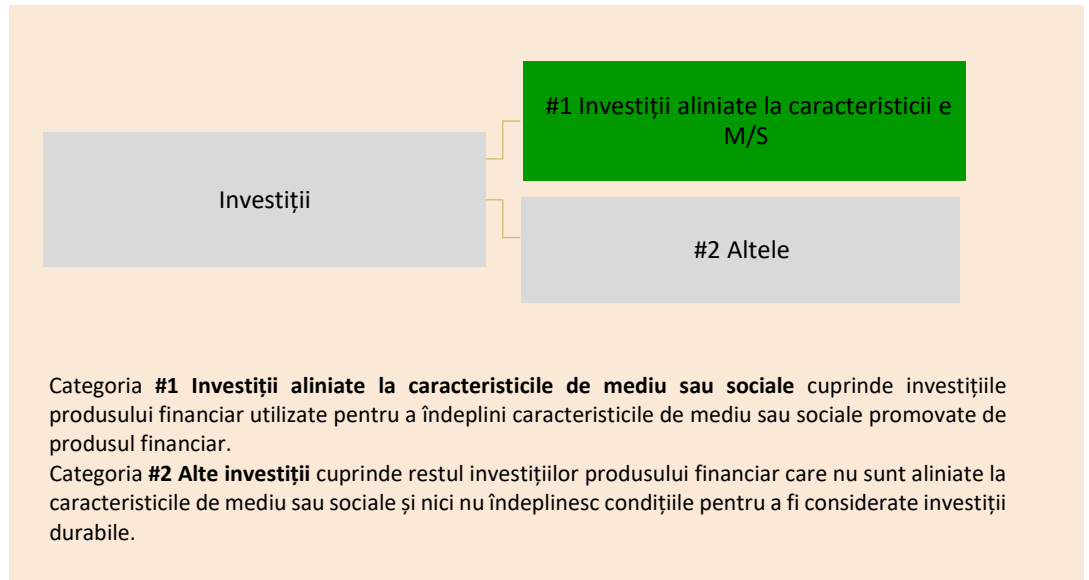 #1 Investiții aliniate la caracteristicii e
M/S
Investiții
#2 Altele
Categoria #1 Investiții aliniate la caracteristicile de mediu sau sociale cuprinde investițiile
produsului financiar utilizate pentru a îndeplini caracteristicile de mediu sau sociale promovate de
produsul financiar.
Categoria #2 Alte investiții cuprinde restul investițiilor produsului financiar care nu sunt aliniate la
caracteristicile de mediu sau sociale și nici nu îndeplinesc condițiile pentru a fi considerate investiții
durabile.